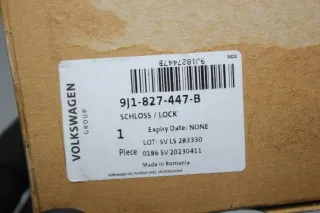 9J1827447B
VOLKSWAGEN
GROUP
9J1-827-447-B
SCHLOSS / LOCK
1
Expiry Date: NONE
LOT: SV LS 283330
Piece
0186 SV 20230411
Made in Romania